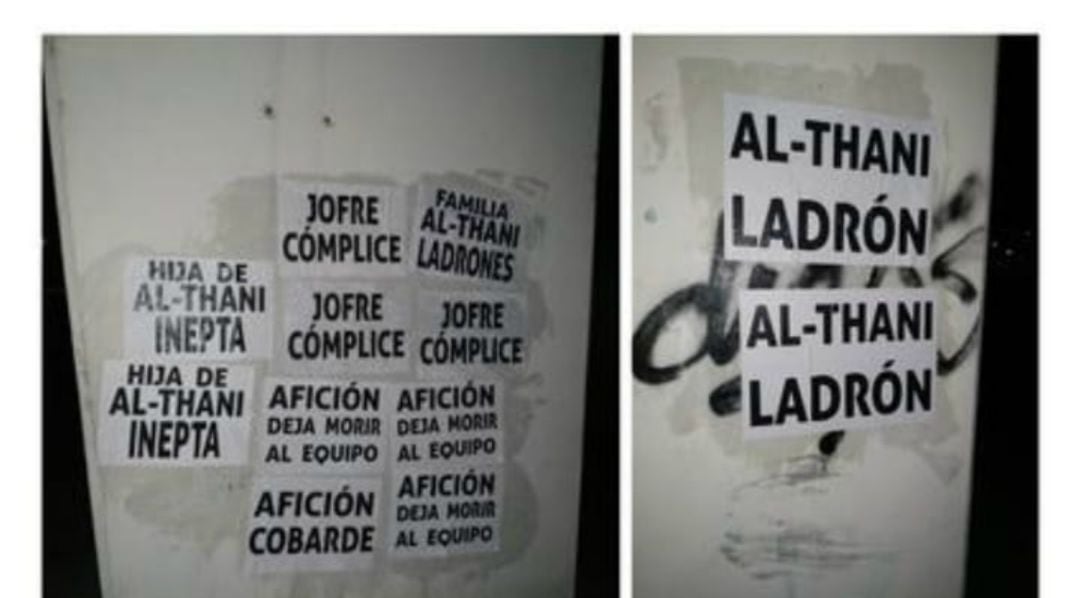 JOFRE
CÓMPLICE
FAMILIA
AL-THANI
LADRONES
HIJA DE
AL-THANI
INEPTA
JOFRE
CÓMPLICE
JOFRE
CÓMPLICE
HIJA DE
AL-THANI
INEPTA
AFICIÓN
DEJA MORIR
AL EQUIPO
AFICIÓN
DEJA MORIR
AL EQUIPO
AFICIÓN
COBARDE
AFICIÓN
DEJA MORIR
AL EQUIPO
AL-THANI
LADRÓN
AL-THANI
LADRÓN